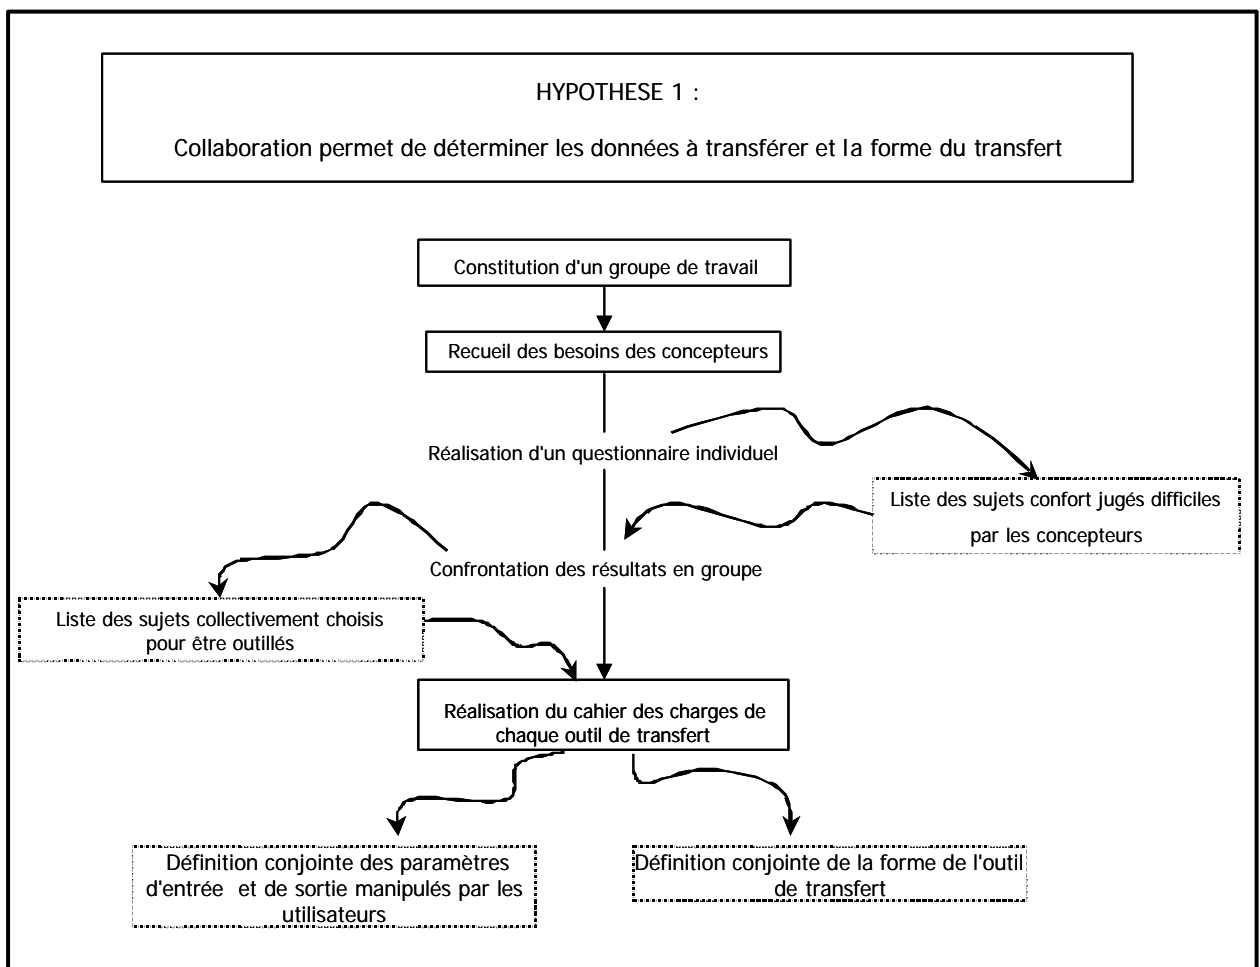 HYPOTHESE 1 :
Collaboration permet de déterminer les données à transférer et la forme du transfert
Constitution d'un groupe de travail
Recueil des besoins des concepteurs
Réalisation d'un questionnaire individuel
Liste des sujets confort jugés difficiles
par les concepteurs
Confrontation des résultats en groupe
Liste des sujets collectivement choisis
pour être outillés
Réalisation du cahier des charges de
chaque outil de transfert
Définition conjointe des paramètres
d'entrée et de sortie manipulés par les
utilisateurs
Définition conjointe de la forme de l'outil
de transfert